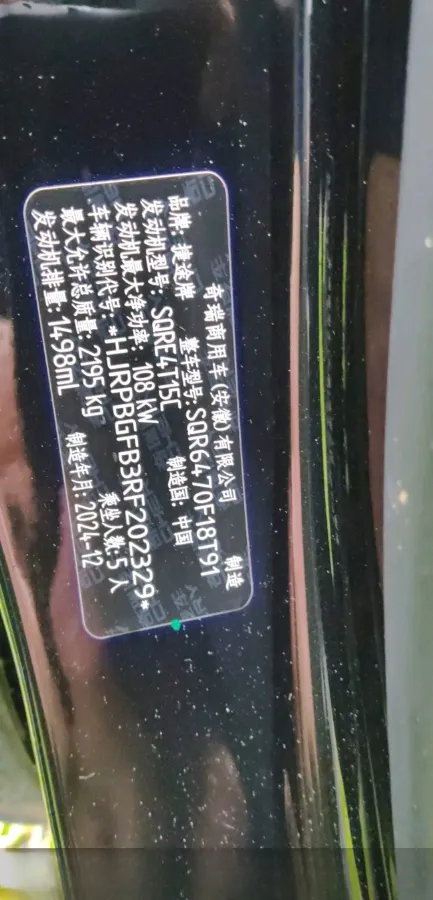 奇瑞商用车(安徽)有限公司 制造
品牌: 捷途牌 整车型号: SQR6470F18T91
发动机型号: SQRE4T15C 制造国: 中国
发动机最大净功率: 108 kW
车辆识别代号: *HJRPBGFB3RF202329*
最大允许总质量: 2195 kg 乘坐人数: 5 人
发动机排量: 1498mL 制造年月: 2024-12